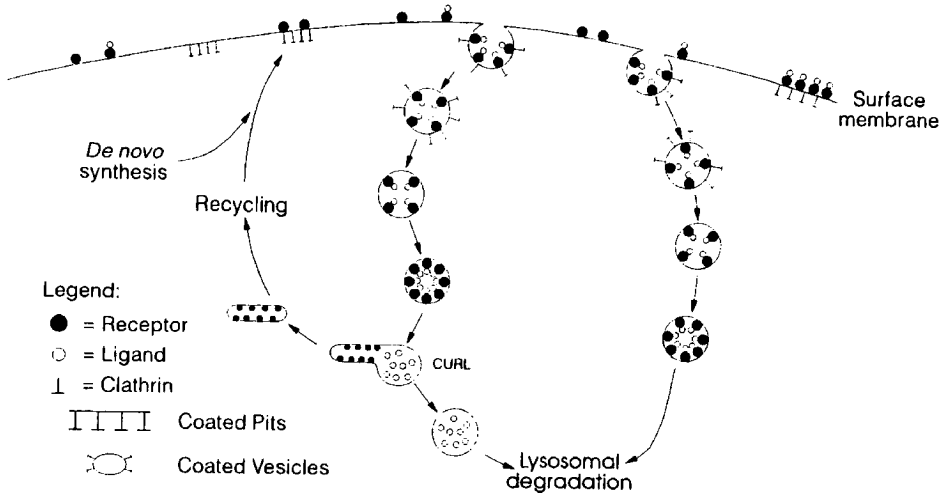 Surface
membrane
De novo
synthesis
Recycling
Legend:
= Receptor
= Ligand
= Clathrin
Coated Pits
Coated Vesicles
CURL
Lysosomal
degradation